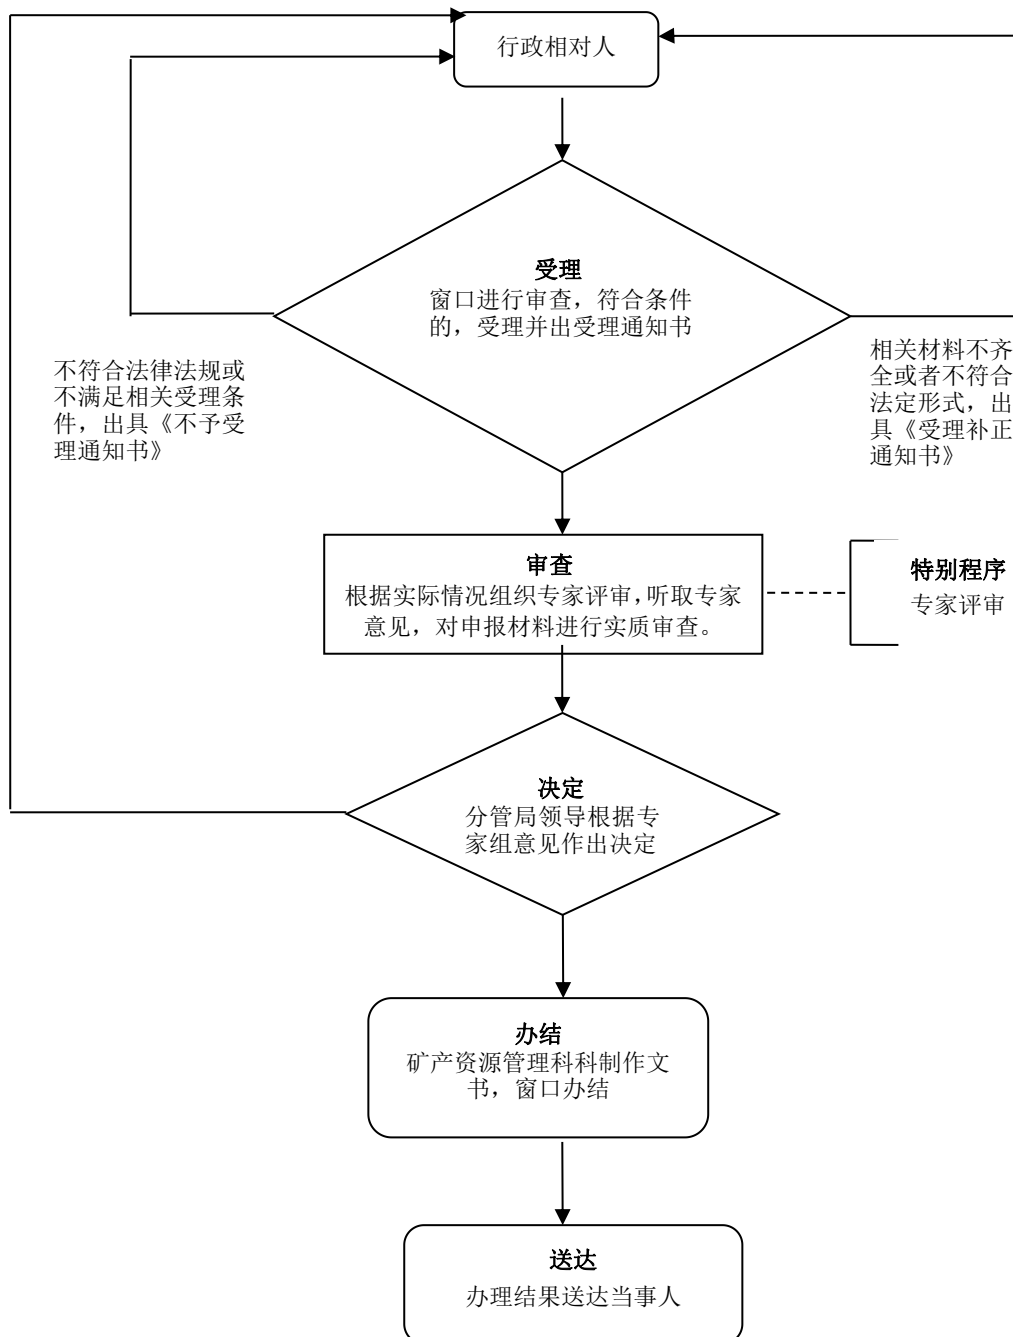 行政相对人
受理
窗口进行审查，符合条件
的，受理并出受理通知书
不符合法律法规或
不满足相关受理条
件，出具《不予受
理通知书》
相关材料不齐
全或者不符合
法定形式，出
具《受理补正
通知书》
审查
根据实际情况组织专家评审,听取专家
意见，对申报材料进行实质审查。
特别程序
专家评审
决定
分管局领导根据专
家组意见作出决定
办结
矿产资源管理科科制作文
书，窗口办结
送达
办理结果送达当事人